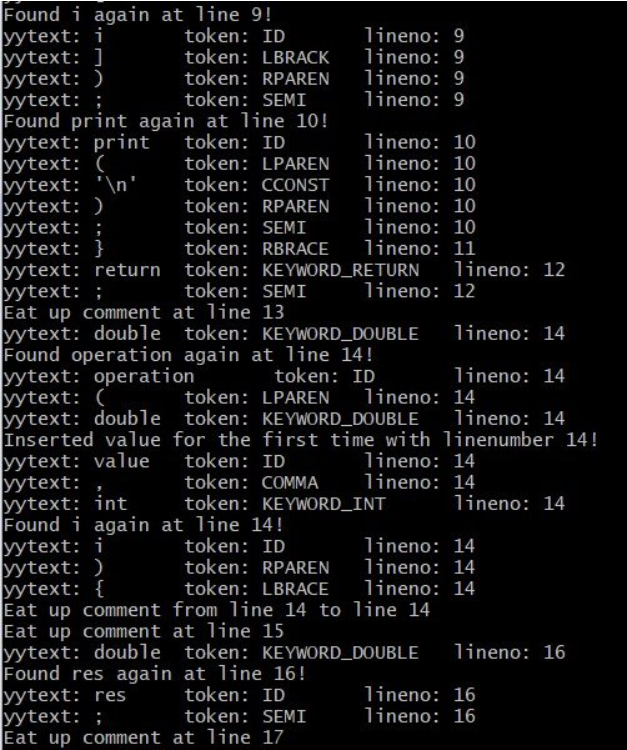 Found i again at line 9!
yytext: i token: ID lineno: 9
yytext: ] token: LBRACK lineno: 9
yytext: ) token: RPAREN lineno: 9
yytext: ; token: SEMI lineno: 9
Found print again at line 10!
yytext: print token: ID lineno: 10
yytext: ( token: LPAREN lineno: 10
yytext: '\n' token: CCONST lineno: 10
yytext: ) token: RPAREN lineno: 10
yytext: ; token: SEMI lineno: 10
yytext: } token: RBRACE lineno: 11
yytext: return token: KEYWORD_RETURN lineno: 12
yytext: ; token: SEMI lineno: 12
Eat up comment at line 13
yytext: double token: KEYWORD_DOUBLE lineno: 14
Found operation again at line 14!
yytext: operation token: ID lineno: 14
yytext: ( token: LPAREN lineno: 14
yytext: double token: KEYWORD_DOUBLE lineno: 14
Inserted value for the first time with linenumber 14!
yytext: value token: ID lineno: 14
yytext: , token: COMMA lineno: 14
yytext: int token: KEYWORD_INT lineno: 14
Found i again at line 14!
yytext: i token: ID lineno: 14
yytext: ) token: RPAREN lineno: 14
yytext: { token: LBRACE lineno: 14
Eat up comment from line 14 to line 14
Eat up comment at line 15
yytext: double token: KEYWORD_DOUBLE lineno: 16
Found res again at line 16!
yytext: res token: ID lineno: 16
yytext: ; token: SEMI lineno: 16
Eat up comment at line 17